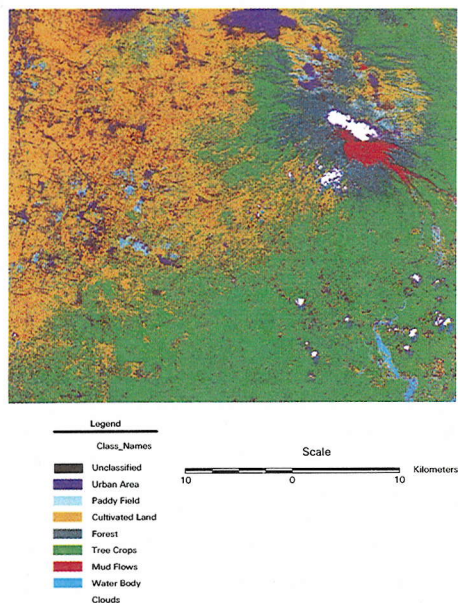 Legend
Class_Names
Unclassified
Urban Area
Paddy Field
Cultivated Land
Forest
Tree Crops
Mud Flows
Water Body
Clouds
Scale
10 0 10 Kilometers